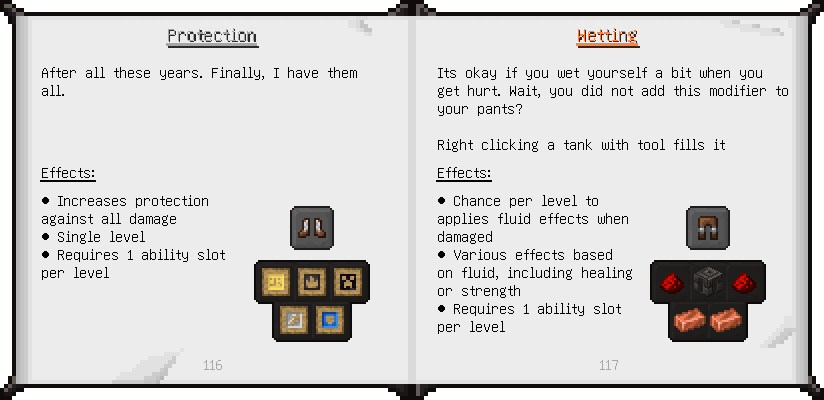 Protection
After all these years. Finally, I have them
all.
Effects:
• Increases protection
against all damage
• Single level
• Requires 1 ability slot
per level
116
Wetting
Its okay if you wet yourself a bit when you
get hurt. Wait, you did not add this modifier to
your pants?
Right clicking a tank with tool fills it
Effects:
• Chance per level to
applies fluid effects when
damaged
• Various effects based
on fluid, including healing
or strength
• Requires 1 ability slot
per level
117